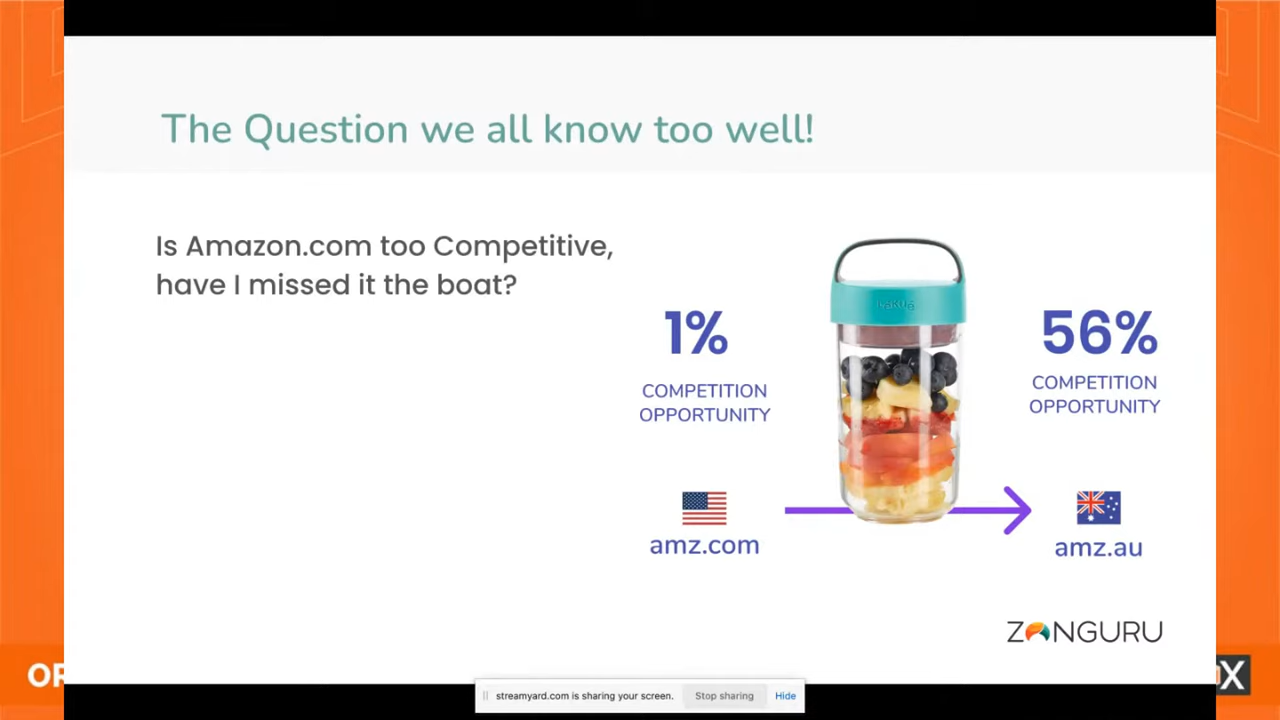 The Question we all know too well!
Is Amazon.com too Competitive,
have I missed it the boat?
1%
COMPETITION
OPPORTUNITY
amz.com
56%
COMPETITION
OPPORTUNITY
amz.au
ZONGURU
streamyard.com is sharing your screen.
Stop sharing
Hide